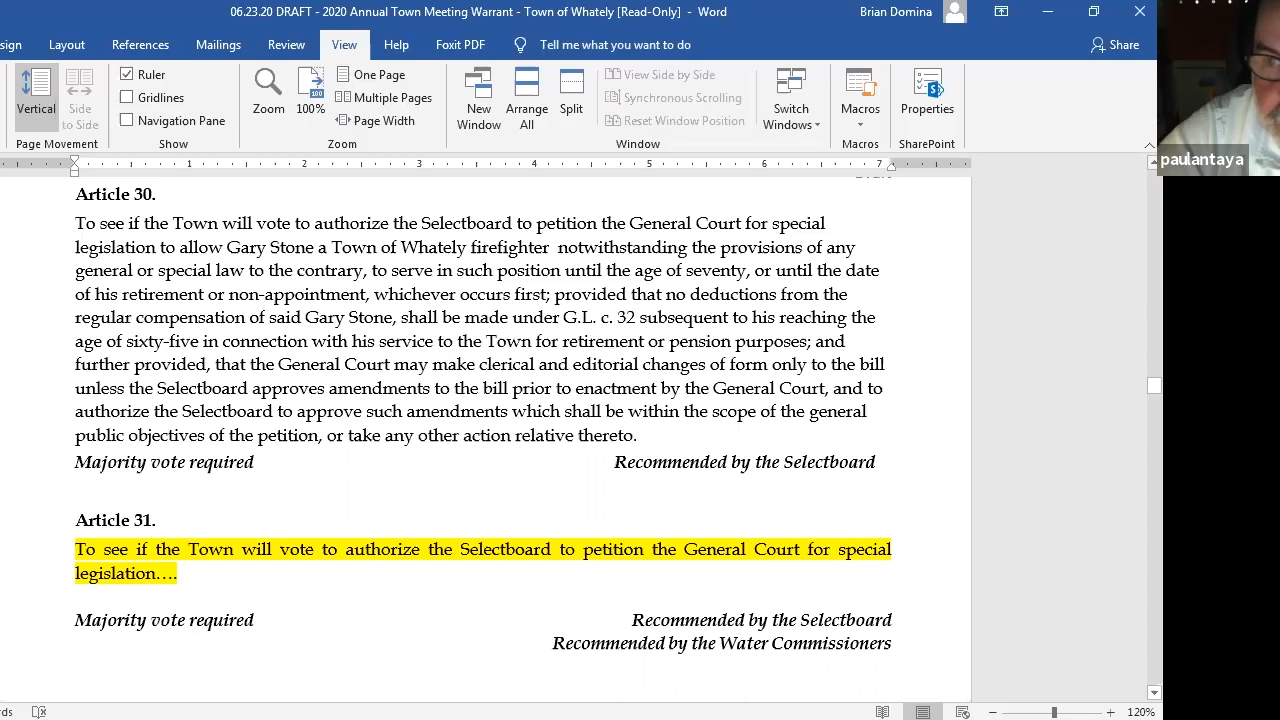 06.23.20 DRAFT - 2020 Annual Town Meeting Warrant - Town of Whately [Read-Only] - Word
Brian Domina
sign Layout References Mailings Review View Help Foxit PDF Tell me what you want to do Share
Vertical
Side to Side
Page Movement
Ruler
Gridlines
Navigation Pane
Show
Zoom
100
100%
One Page
Multiple Pages
Page Width
Zoom
New Window
Arrange All
Split
View Side by Side
Synchronous Scrolling
Reset Window Position
Window
Switch Windows
Macros
Macros
Properties
SharePoint
paulantaya
1 2 3 4 5 6 7
Article 30.
To see if the Town will vote to authorize the Selectboard to petition the General Court for special
legislation to allow Gary Stone a Town of Whately firefighter notwithstanding the provisions of any
general or special law to the contrary, to serve in such position until the age of seventy, or until the date
of his retirement or non-appointment, whichever occurs first; provided that no deductions from the
regular compensation of said Gary Stone, shall be made under G.L. c. 32 subsequent to his reaching the
age of sixty-five in connection with his service to the Town for retirement or pension purposes; and
further provided, that the General Court may make clerical and editorial changes of form only to the bill
unless the Selectboard approves amendments to the bill prior to enactment by the General Court, and to
authorize the Selectboard to approve such amendments which shall be within the scope of the general
public objectives of the petition, or take any other action relative thereto.
Majority vote required Recommended by the Selectboard
Article 31.
To see if the Town will vote to authorize the Selectboard to petition the General Court for special
legislation….
Majority vote required Recommended by the Selectboard
Recommended by the Water Commissioners
rds
120%